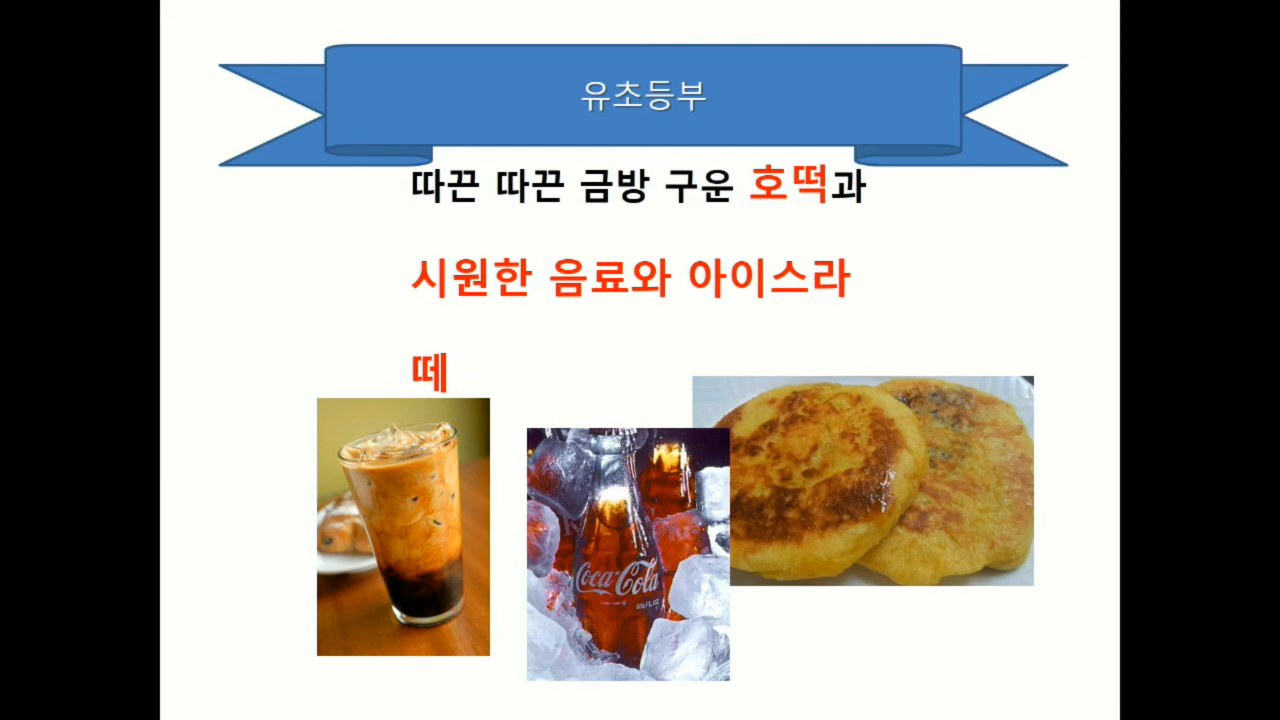 유초등부
따끈 따끈 금방 구운 호떡과
시원한 음료와 아이스라
떼
Coca-Cola